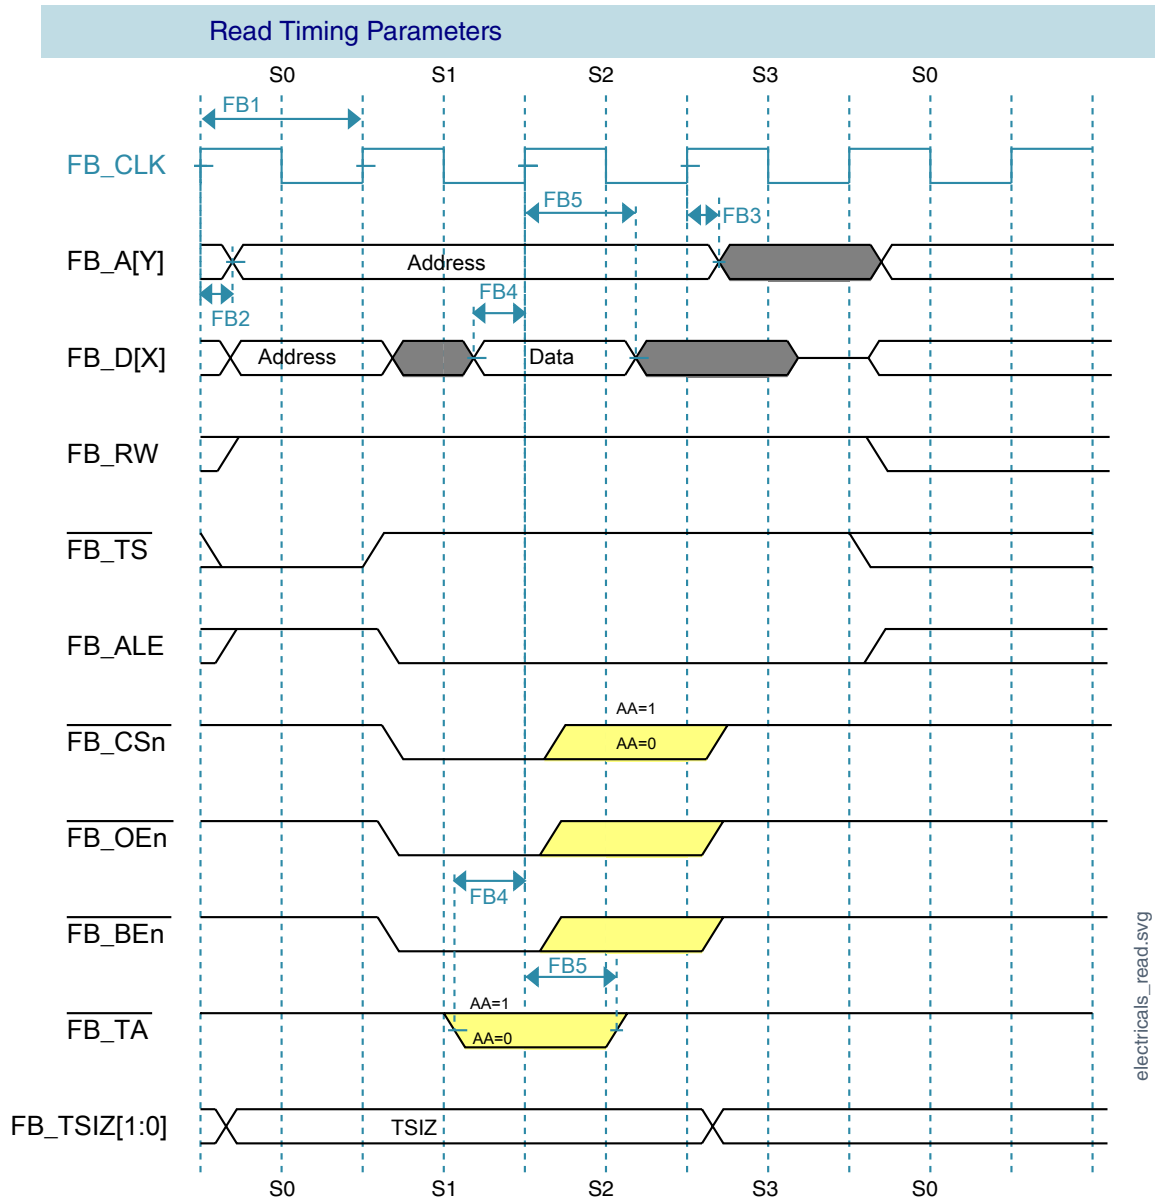 Read Timing Parameters
S0 S1 S2 S3 S0
FB1
FB_CLK
FB5
FB3
FB_A[Y]
Address
FB4
FB2
FB_D[X]
Address
Data
FB_RW
FB_TS
FB_ALE
AA=1
FB_CSn
AA=0
FB_OEn
FB4
FB_BEn
FB5
AA=1
FB_TA
AA=0
FB_TSIZ[1:0]
TSIZ
S0 S1 S2 S3 S0
electricals_read.svg